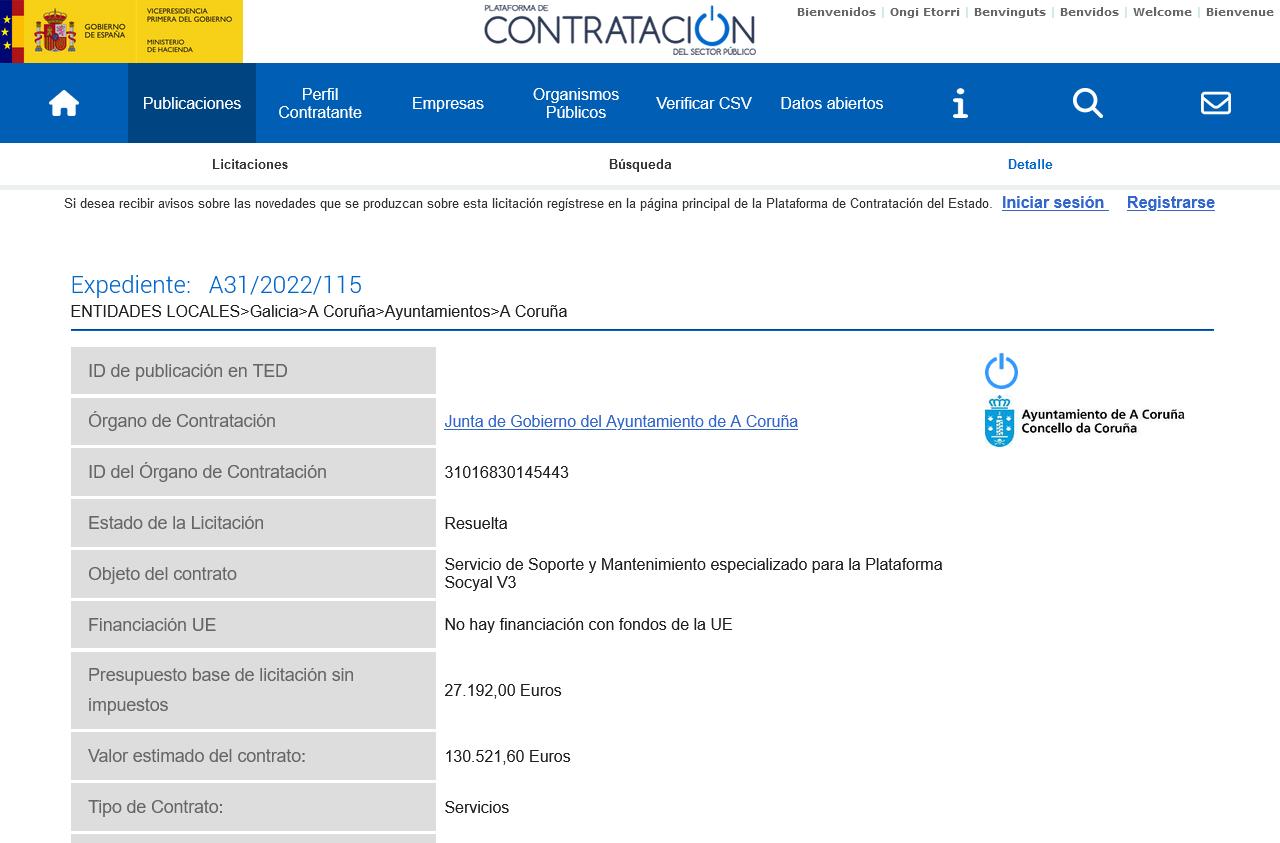 GOBIERNO
DE ESPAÑA
VICEPRESIDENCIA
PRIMERA DEL GOBIERNO
MINISTERIO
DE HACIENDA
PLATAFORMA DE
CONTRATACIÓN
DEL SECTOR PÚBLICO
Bienvenidos | Ongi Etorri | Benvinguts | Benvidos | Welcome | Bienvenue
Publicaciones
Perfil
Contratante
Empresas
Organismos
Públicos
Verificar CSV
Datos abiertos
Licitaciones
Búsqueda
Detalle
Si desea recibir avisos sobre las novedades que se produzcan sobre esta licitación regístrese en la página principal de la Plataforma de Contratación del Estado. Iniciar sesión Registrarse
Expediente: A31/2022/115
ENTIDADES LOCALES>Galicia>A Coruña>Ayuntamientos>A Coruña
ID de publicación en TED
Órgano de Contratación
Junta de Gobierno del Ayuntamiento de A Coruña
Ayuntamiento de A Coruña
Concello da Coruña
ID del Órgano de Contratación
31016830145443
Estado de la Licitación
Resuelta
Objeto del contrato
Servicio de Soporte y Mantenimiento especializado para la Plataforma
Socyal V3
Financiación UE
No hay financiación con fondos de la UE
Presupuesto base de licitación sin
impuestos
27.192,00 Euros
Valor estimado del contrato:
130.521,60 Euros
Tipo de Contrato:
Servicios